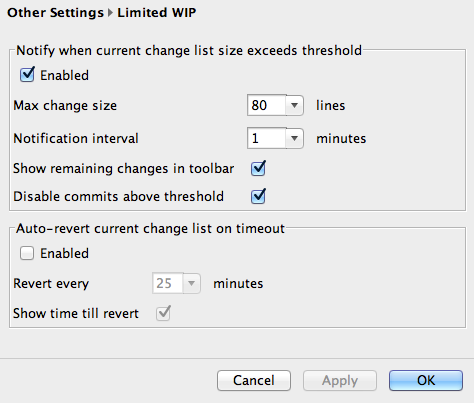 Other Settings ▸ Limited WIP
Notify when current change list size exceeds threshold
Enabled
Max change size 80 lines
Notification interval 1 minutes
Show remaining changes in toolbar
Disable commits above threshold
Auto-revert current change list on timeout
Enabled
Revert every 25 minutes
Show time till revert
Cancel Apply OK